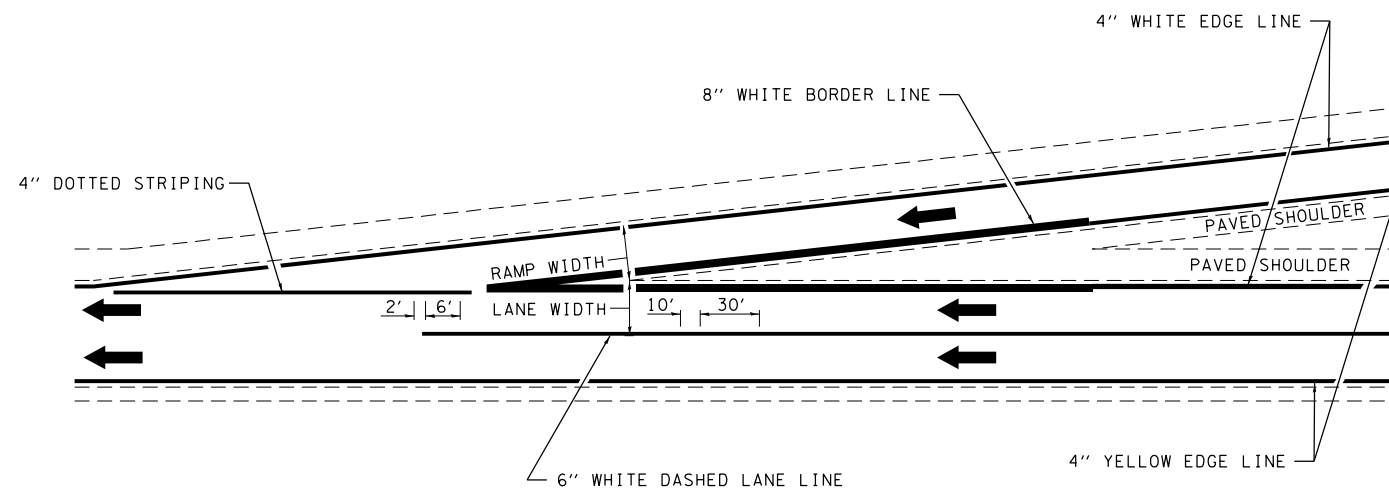 4'' WHITE EDGE LINE
8'' WHITE BORDER LINE
4'' DOTTED STRIPING
PAVED SHOULDER
RAMP WIDTH
PAVED SHOULDER
2' 6' LANE WIDTH 10' 30'
4'' YELLOW EDGE LINE
6'' WHITE DASHED LANE LINE